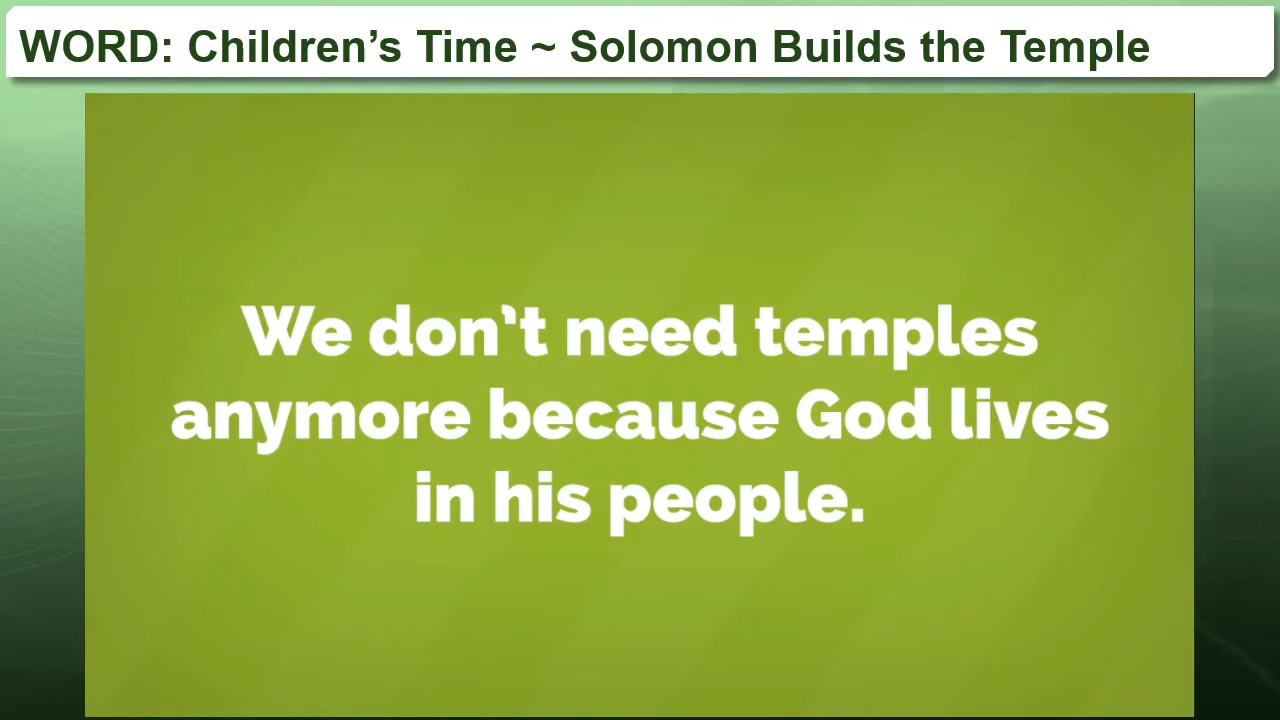 WORD: Children’s Time ~ Solomon Builds the Temple
We don’t need temples
anymore because God lives
in his people.